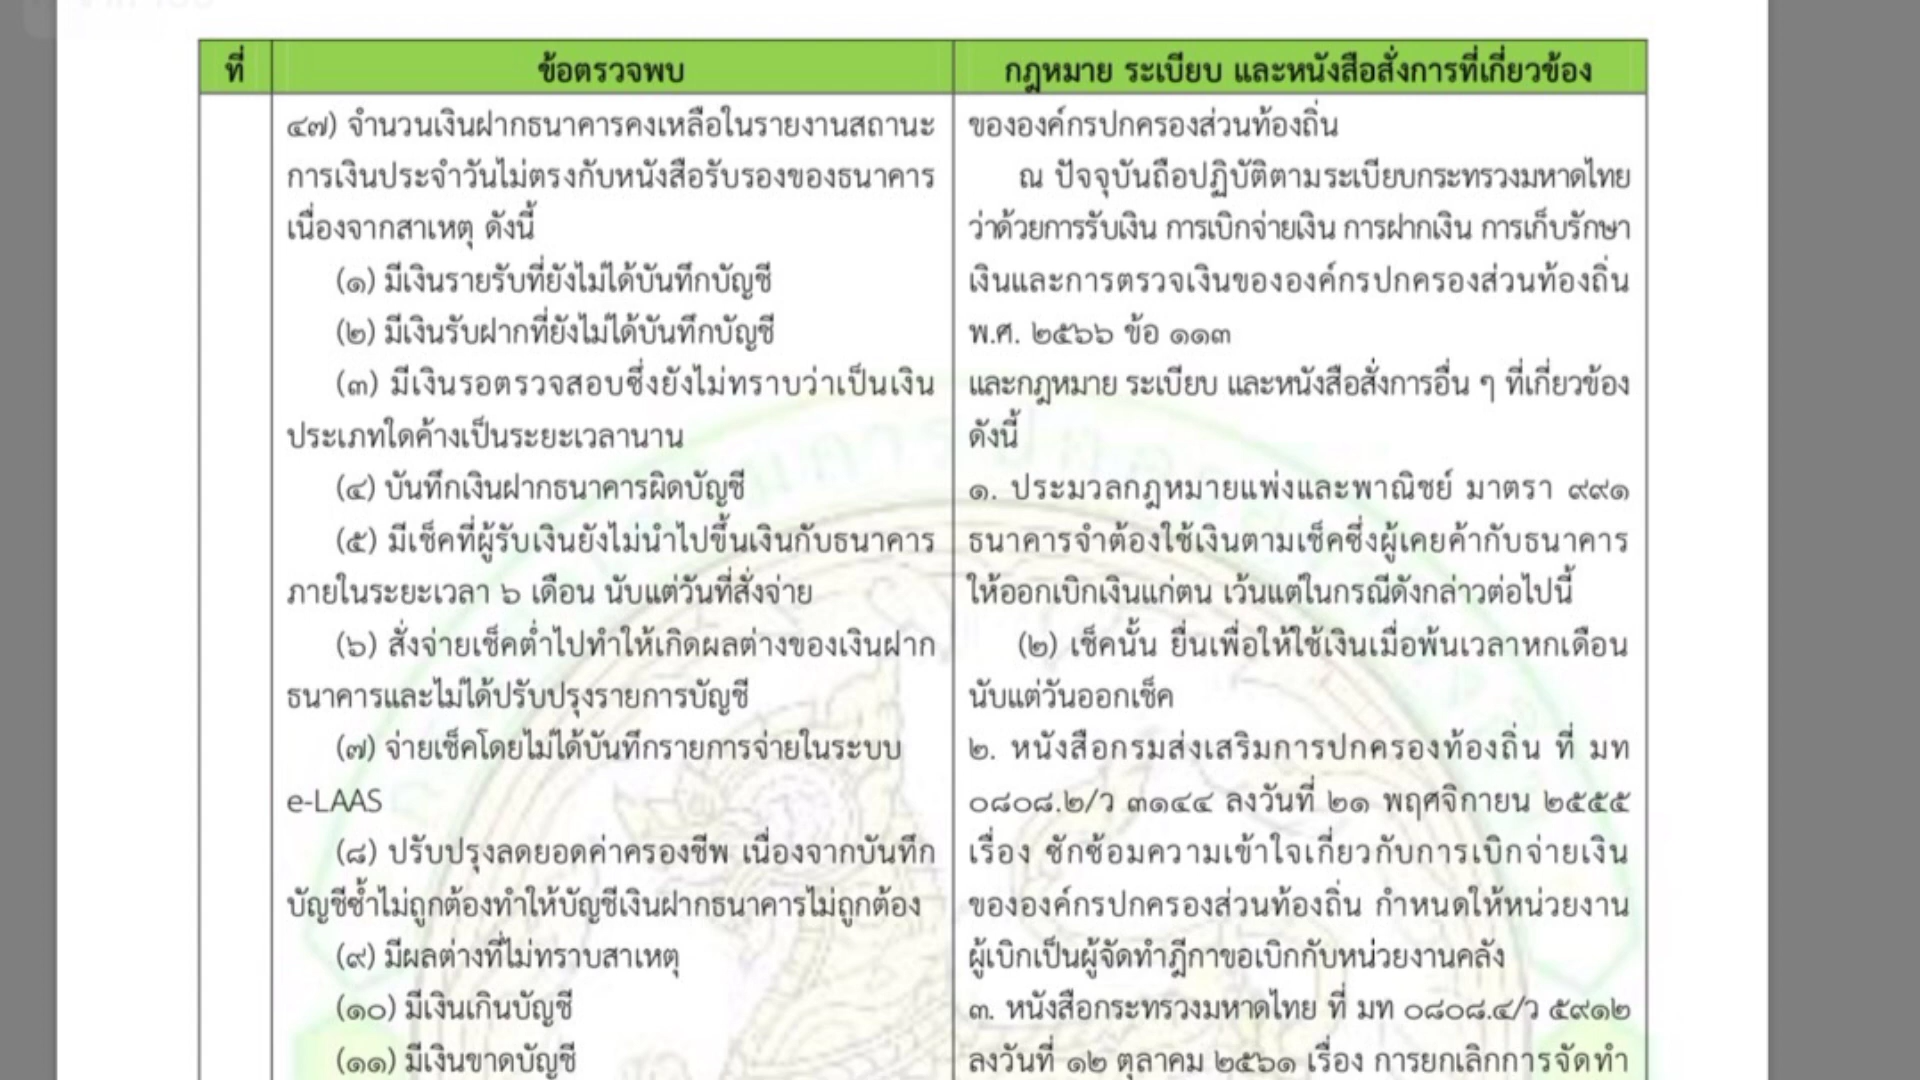 ที่
ข้อตรวจพบ
กฎหมาย ระเบียบ และหนังสือสั่งการที่เกี่ยวข้อง
๔๗) จำนวนเงินฝากธนาคารคงเหลือในรายงานสถานะ
การเงินประจำวันไม่ตรงกับหนังสือรับรองของธนาคาร
เนื่องจากสาเหตุ ดังนี้
(๑) มีเงินรายรับที่ยังไม่ได้บันทึกบัญชี
(๒) มีเงินรับฝากที่ยังไม่ได้บันทึกบัญชี
(๓) มีเงินรอตรวจสอบซึ่งยังไม่ทราบว่าเป็นเงิน
ประเภทใดค้างเป็นระยะเวลานาน
(๔) บันทึกเงินฝากธนาคารผิดบัญชี
(๕) มีเช็คที่ผู้รับเงินยังไม่นำไปขึ้นเงินกับธนาคาร
ภายในระยะเวลา ๖ เดือน นับแต่วันที่สั่งจ่าย
(๖) สั่งจ่ายเช็คต่ำไปทำให้เกิดผลต่างของเงินฝาก
ธนาคารและไม่ได้ปรับปรุงรายการบัญชี
(๗) จ่ายเช็คโดยไม่ได้บันทึกรายการจ่ายในระบบ
e-LAAS
(๘) ปรับปรุงลดยอดค่าครองชีพ เนื่องจากบันทึก
บัญชีซ้ำไม่ถูกต้องทำให้บัญชีเงินฝากธนาคารไม่ถูกต้อง
(๙) มีผลต่างที่ไม่ทราบสาเหตุ
(๑๐) มีเงินเกินบัญชี
(๑๑) มีเงินขาดบัญชี
ขององค์กรปกครองส่วนท้องถิ่น
ณ ปัจจุบันถือปฏิบัติตามระเบียบกระทรวงมหาดไทย
ว่าด้วยการรับเงิน การเบิกจ่ายเงิน การฝากเงิน การเก็บรักษา
เงินและการตรวจเงินขององค์กรปกครองส่วนท้องถิ่น
พ.ศ. ๒๕๖๖ ข้อ ๑๑๓
และกฎหมาย ระเบียบ และหนังสือสั่งการอื่น ๆ ที่เกี่ยวข้อง
ดังนี้
๑. ประมวลกฎหมายแพ่งและพาณิชย์ มาตรา ๙๙๑
ธนาคารจำต้องใช้เงินตามเช็คซึ่งผู้เคยค้ากับธนาคาร
ให้ออกเบิกเงินแก่ตน เว้นแต่ในกรณีดังกล่าวต่อไปนี้
(๒) เช็คนั้น ยื่นเพื่อให้ใช้เงินเมื่อพ้นเวลาหกเดือน
นับแต่วันออกเช็ค
๒. หนังสือกรมส่งเสริมการปกครองท้องถิ่น ที่ มท
๐๘๐๘.๒/ว ๓๑๔๔ ลงวันที่ ๒๑ พฤศจิกายน ๒๕๕๕
เรื่อง ซักซ้อมความเข้าใจเกี่ยวกับการเบิกจ่ายเงิน
ขององค์กรปกครองส่วนท้องถิ่น กำหนดให้หน่วยงาน
ผู้เบิกเป็นผู้จัดทำฎีกาขอเบิกกับหน่วยงานคลัง
๓. หนังสือกระทรวงมหาดไทย ที่ มท ๐๘๐๘.๔/ว ๕๙๑๒
ลงวันที่ ๑๒ ตุลาคม ๒๕๖๑ เรื่อง การยกเลิกการจัดทำ